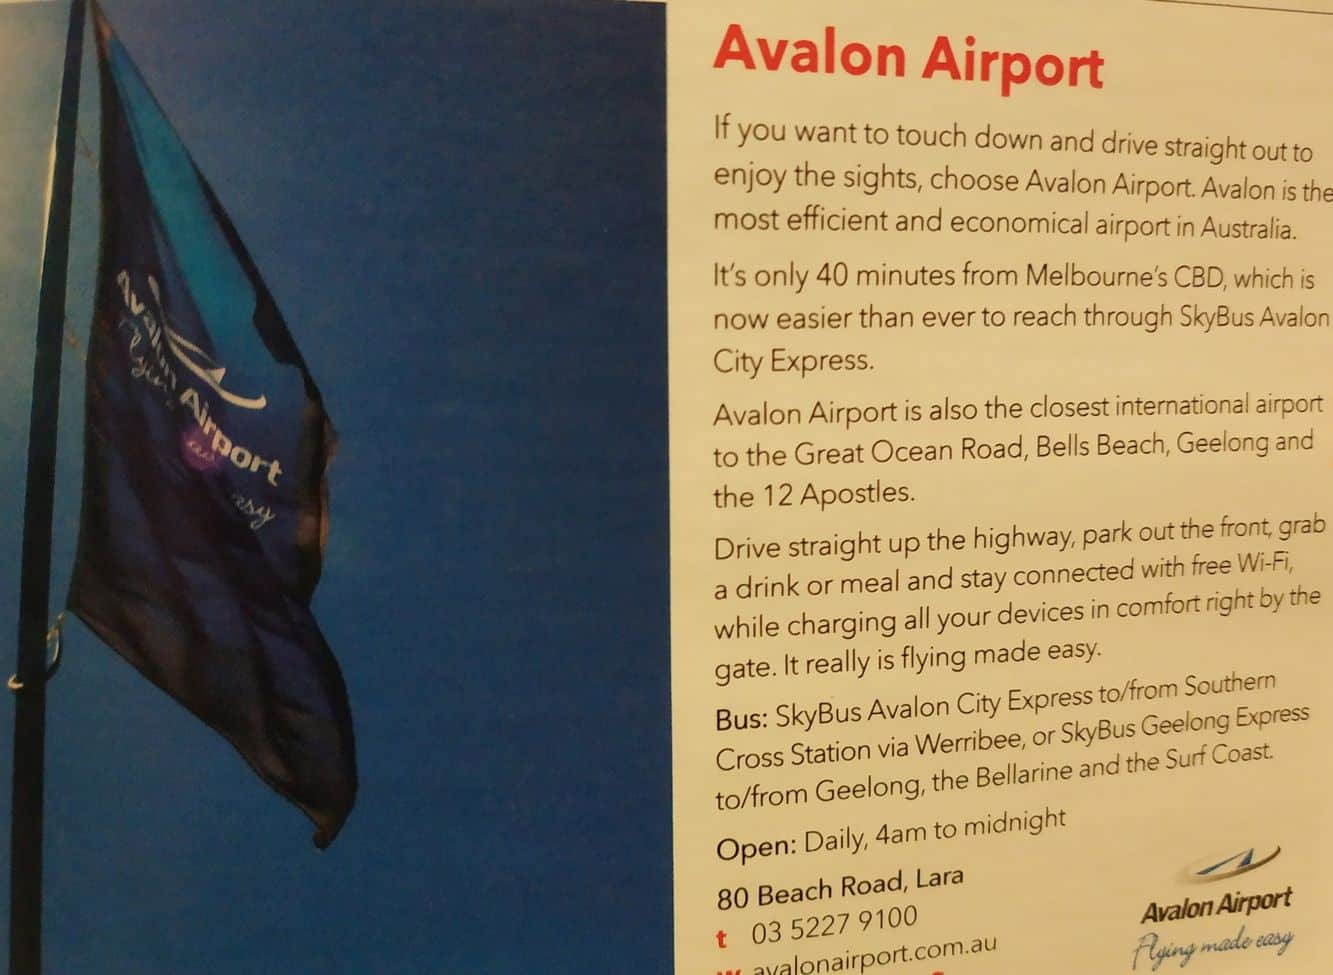 Avalon Airport
If you want to touch down and drive straight out to
enjoy the sights, choose Avalon Airport. Avalon is the
most efficient and economical airport in Australia.
It's only 40 minutes from Melbourne's CBD, which is
now easier than ever to reach through SkyBus Avalon
City Express.
Avalon Airport is also the closest international airport
to the Great Ocean Road, Bells Beach, Geelong and
the 12 Apostles.
Drive straight up the highway, park out the front, grab
a drink or meal and stay connected with free Wi-Fi,
while charging all your devices in comfort right by the
gate. It really is flying made easy.
Bus: SkyBus Avalon City Express to/from Southern
Cross Station via Werribee, or SkyBus Geelong Express
to/from Geelong, the Bellarine and the Surf Coast.
Open: Daily, 4am to midnight
80 Beach Road, Lara
t 03 5227 9100
w avalonairport.com.au
Avalon Airport
Flying made easy
Avalon Airport
Flying